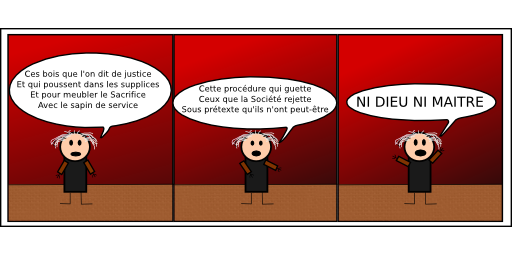 Ces bois que l'on dit de justice
Et qui poussent dans les supplices
Et pour meubler le Sacrifice
Avec le sapin de service
Cette procédure qui guette
Ceux que la Société rejette
Sous prétexte qu'ils n'ont peut-être
NI DIEU NI MAITRE